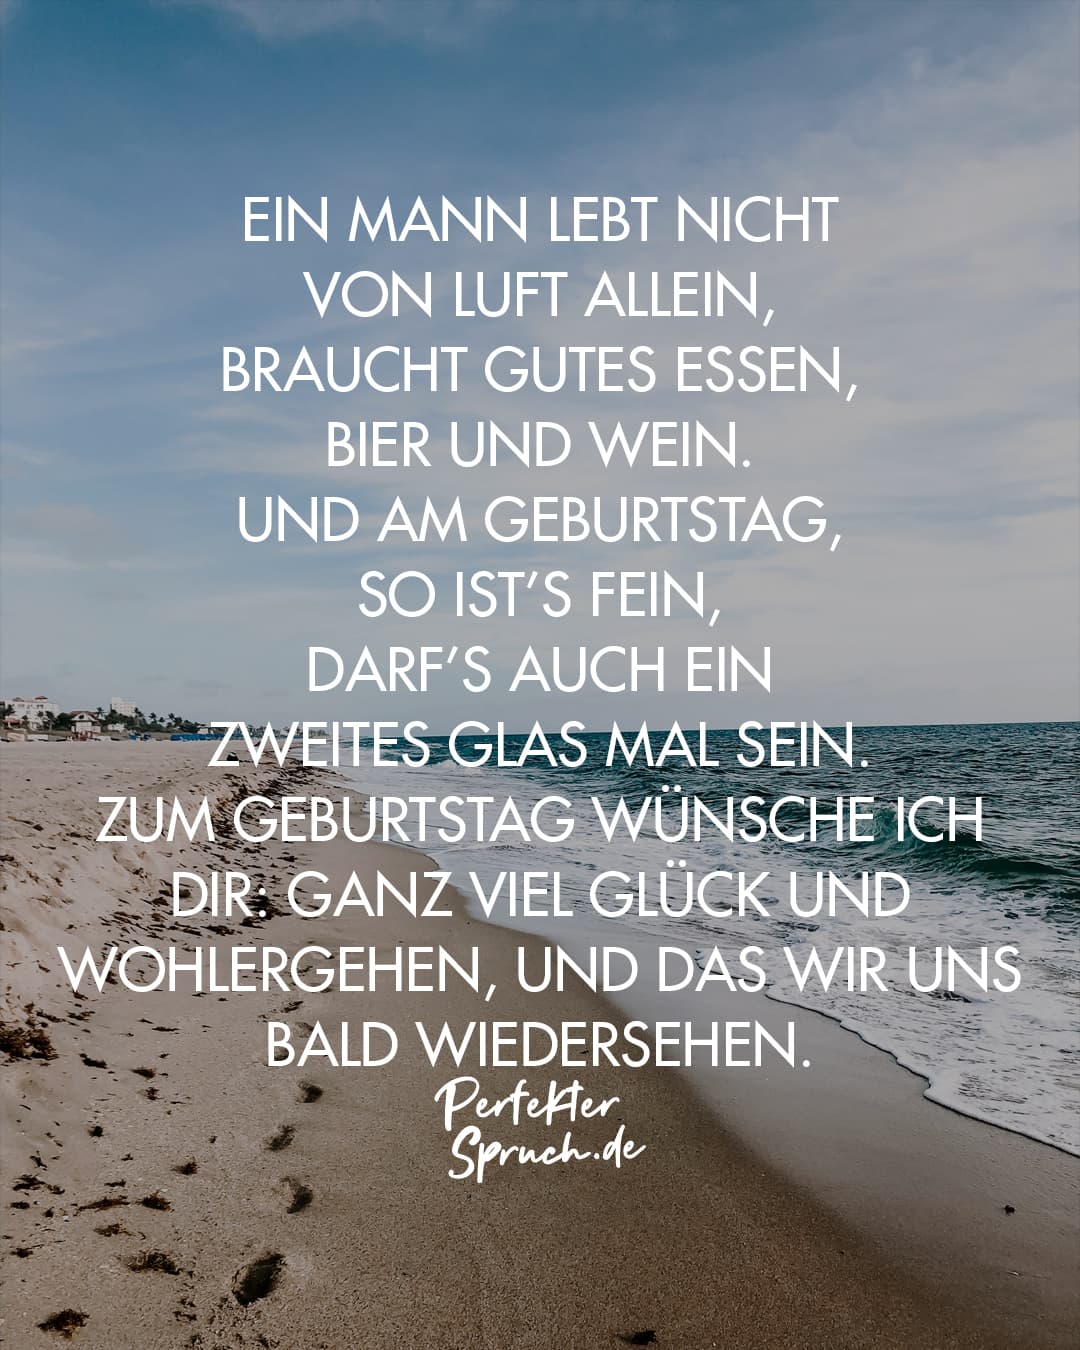 EIN MANN LEBT NICHT
VON LUFT ALLEIN,
BRAUCHT GUTES ESSEN,
BIER UND WEIN.
UND AM GEBURTSTAG,
SO IST’S FEIN,
DARF’S AUCH EIN
ZWEITES GLAS MAL SEIN.
ZUM GEBURTSTAG WÜNSCHE ICH
DIR: GANZ VIEL GLÜCK UND
WOHLERGEHEN, UND DAS WIR UNS
BALD WIEDERSEHEN.
Perfekter
Spruch.de